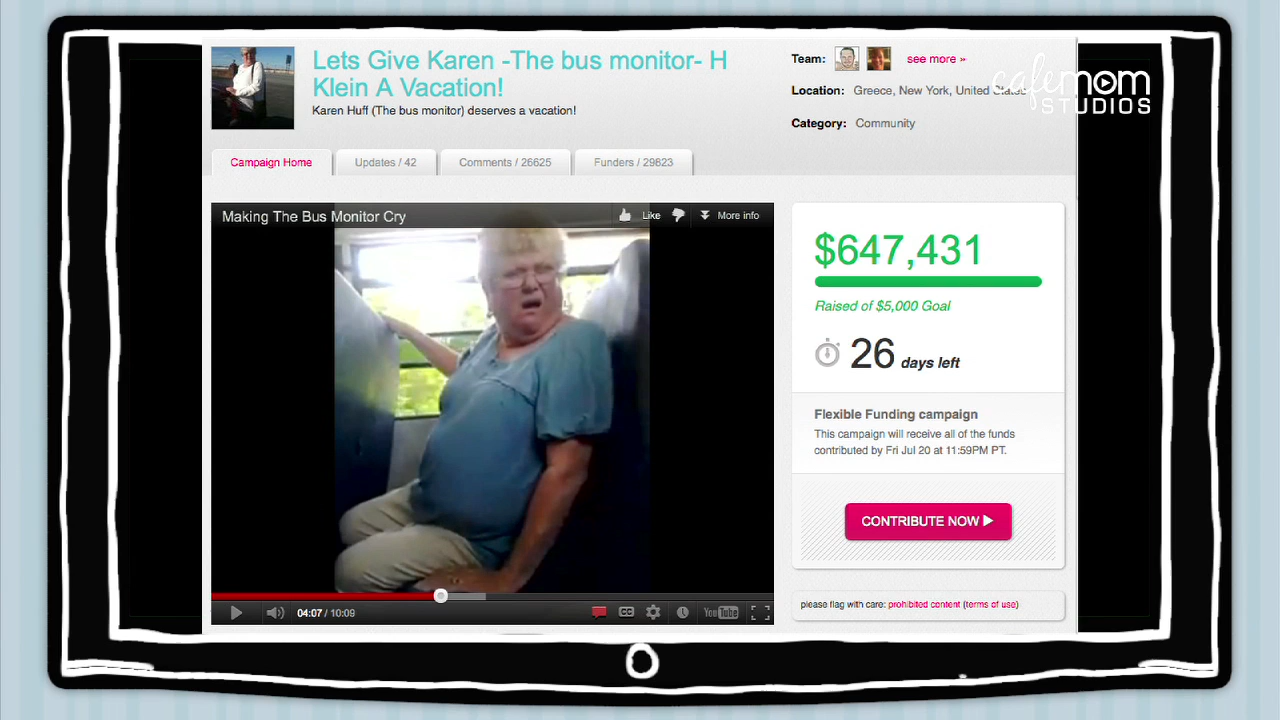 Lets Give Karen -The bus monitor- H
Klein A Vacation!
Karen Huff (The bus monitor) deserves a vacation!
Team: see more »
Location: Greece, New York, United States
Category: Community
cafemom
STUDIOS
Campaign Home
Updates / 42
Comments / 26625
Funders / 29823
Making The Bus Monitor Cry
Like
More info
$647,431
Raised of $5,000 Goal
26 days left
Flexible Funding campaign
This campaign will receive all of the funds
contributed by Fri Jul 20 at 11:59PM PT.
CONTRIBUTE NOW
04:07 / 10:09
CC
YouTube
please flag with care: prohibited content (terms of use)